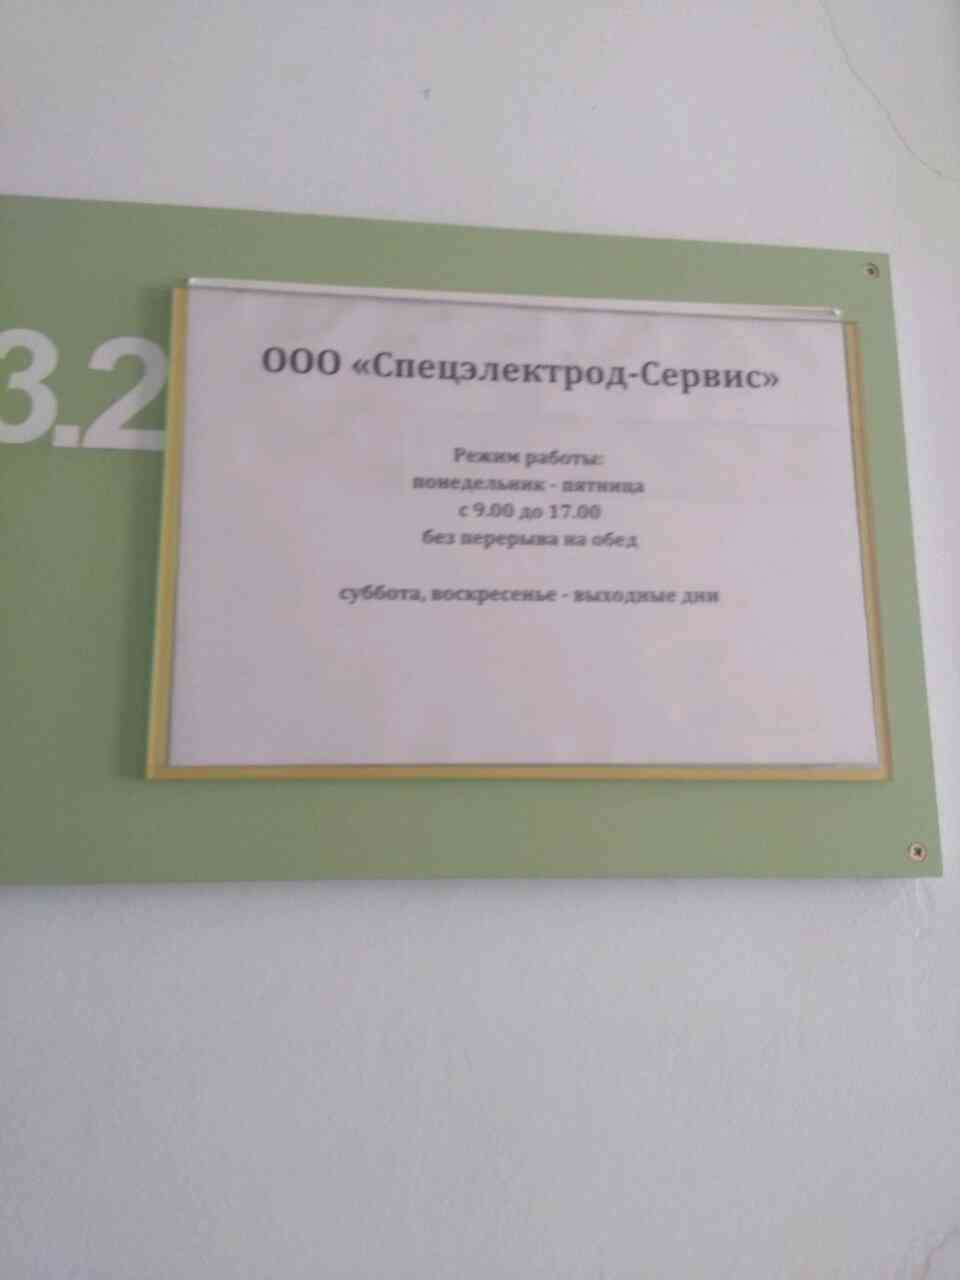 3.2
ООО «Спецэлектрод-Сервис»
Режим работы:
понедельник - пятница
с 9.00 до 17.00
без перерыва на обед
суббота, воскресенье - выходные дни